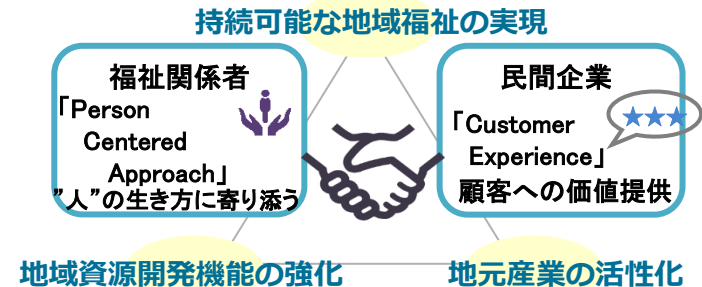 持続可能な地域福祉の実現
福祉関係者
「Person
Centered
Approach」
”人”の生き方に寄り添う
民間企業
「Customer
Experience」
顧客への価値提供
地域資源開発機能の強化
地元産業の活性化